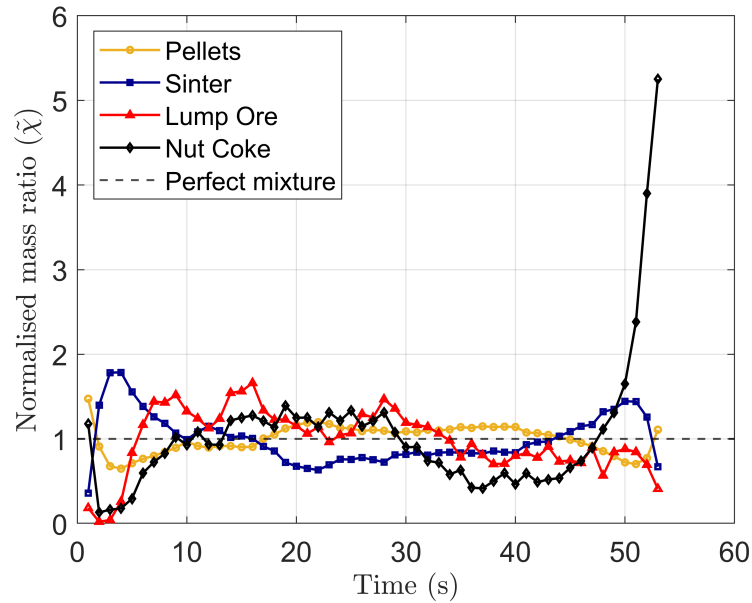 6
5
4
3
2
1
0
Normalised mass ratio (χ̃)
Pellets
Sinter
Lump Ore
Nut Coke
Perfect mixture
0 10 20 30 40 50 60
Time (s)